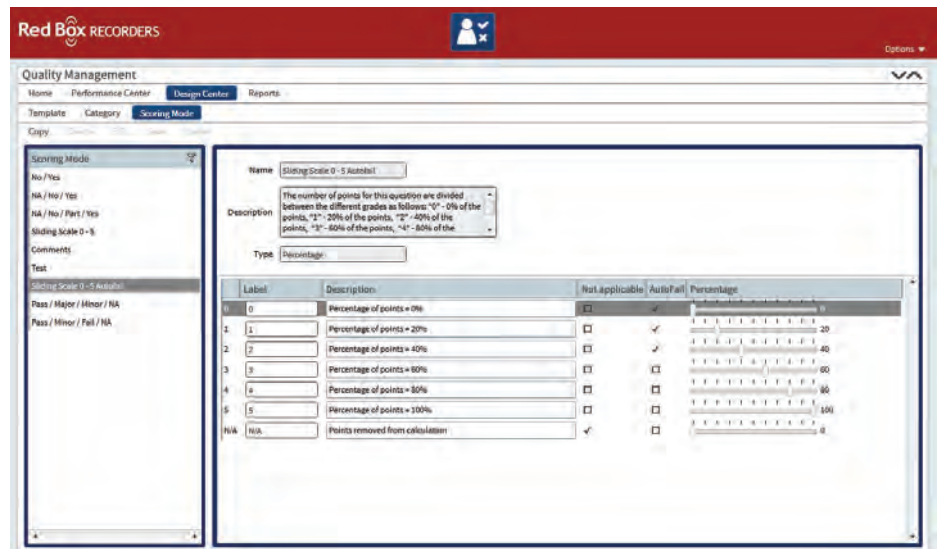 Red Box RECORDERS
Options
Quality Management
Home Performance Center Design Center Reports
Template Category Scoring Mode
Copy
Scoring Mode
No / Yes
NA / No / Yes
NA / No / Part / Yes
Sliding Scale 0 - 5
Comments
Test
Sliding Scale 0 - 5 Autofail
Pass / Major / Minor / NA
Pass / Minor / Fail / NA
Name Sliding Scale 0 - 5 Autofail
Description The number of points for this question are divided
between the different grades as follows: "0" - 0% of the
points, "1" - 20% of the points, "2" - 40% of the
points, "3" - 60% of the points, "4" - 80% of the
Type Percentage
Label Description Not applicable AutoFail Percentage
0 0 Percentage of points = 0% 0
1 1 Percentage of points = 20% 20
2 2 Percentage of points = 40% 40
3 3 Percentage of points = 60% 60
4 4 Percentage of points = 80% 80
5 5 Percentage of points = 100% 100
N/A N/A Points removed from calculation 0